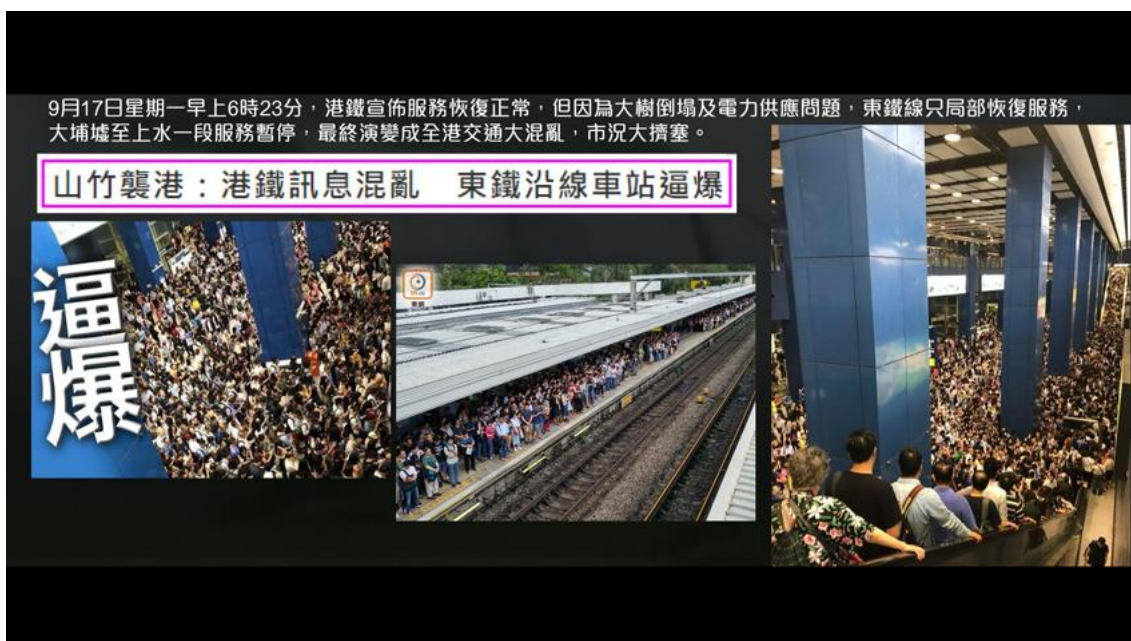 9月17日星期一早上6時23分，港鐵宣佈服務恢復正常，但因為大樹倒塌及電力供應問題，東鐵線只局部恢復服務，
大埔墟至上水一段服務暫停，最終演變成全港交通大混亂，市況大擠塞。
山竹襲港：港鐵訊息混亂　東鐵沿線車站逼爆
逼爆
東網